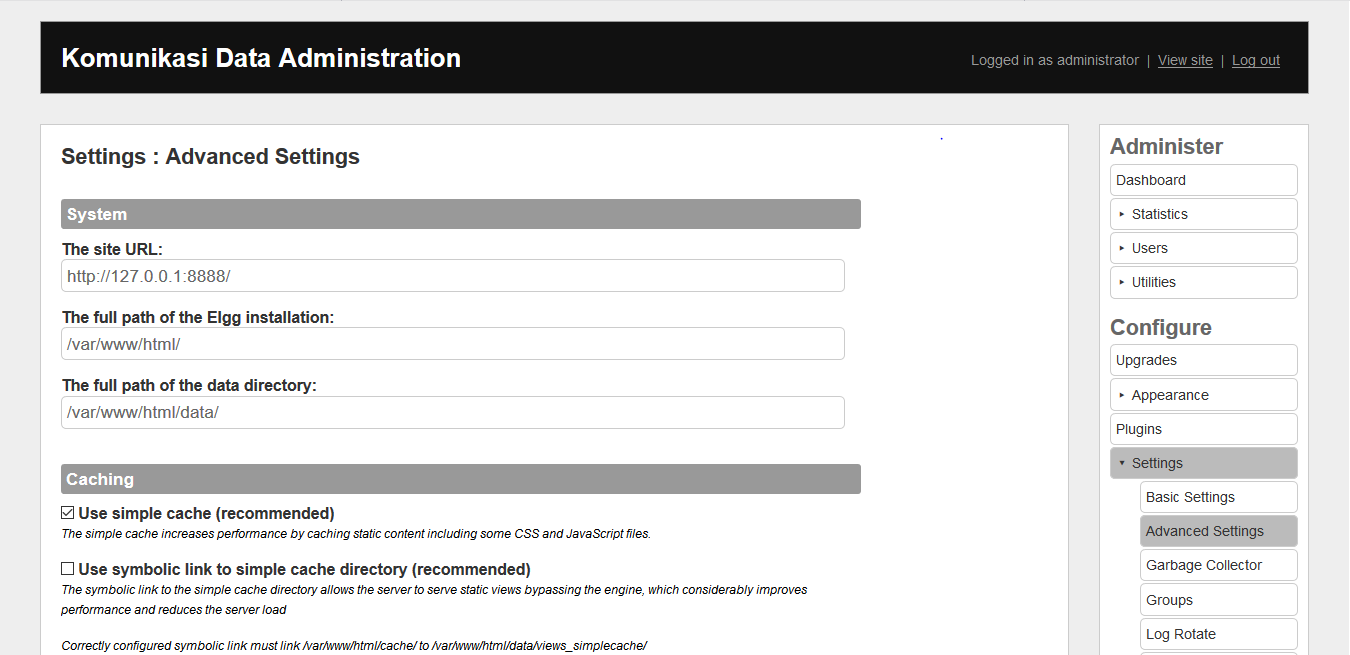 Komunikasi Data Administration
Logged in as administrator | View site | Log out
Settings : Advanced Settings
System
The site URL:
http://127.0.0.1:8888/
The full path of the Elgg installation:
/var/www/html/
The full path of the data directory:
/var/www/html/data/
Caching
Use simple cache (recommended)
The simple cache increases performance by caching static content including some CSS and JavaScript files.
Use symbolic link to simple cache directory (recommended)
The symbolic link to the simple cache directory allows the server to serve static views bypassing the engine, which considerably improves
performance and reduces the server load
Correctly configured symbolic link must link /var/www/html/cache/ to /var/www/html/data/views_simplecache/
Administer
Dashboard
Statistics
Users
Utilities
Configure
Upgrades
Appearance
Plugins
Settings
Basic Settings
Advanced Settings
Garbage Collector
Groups
Log Rotate